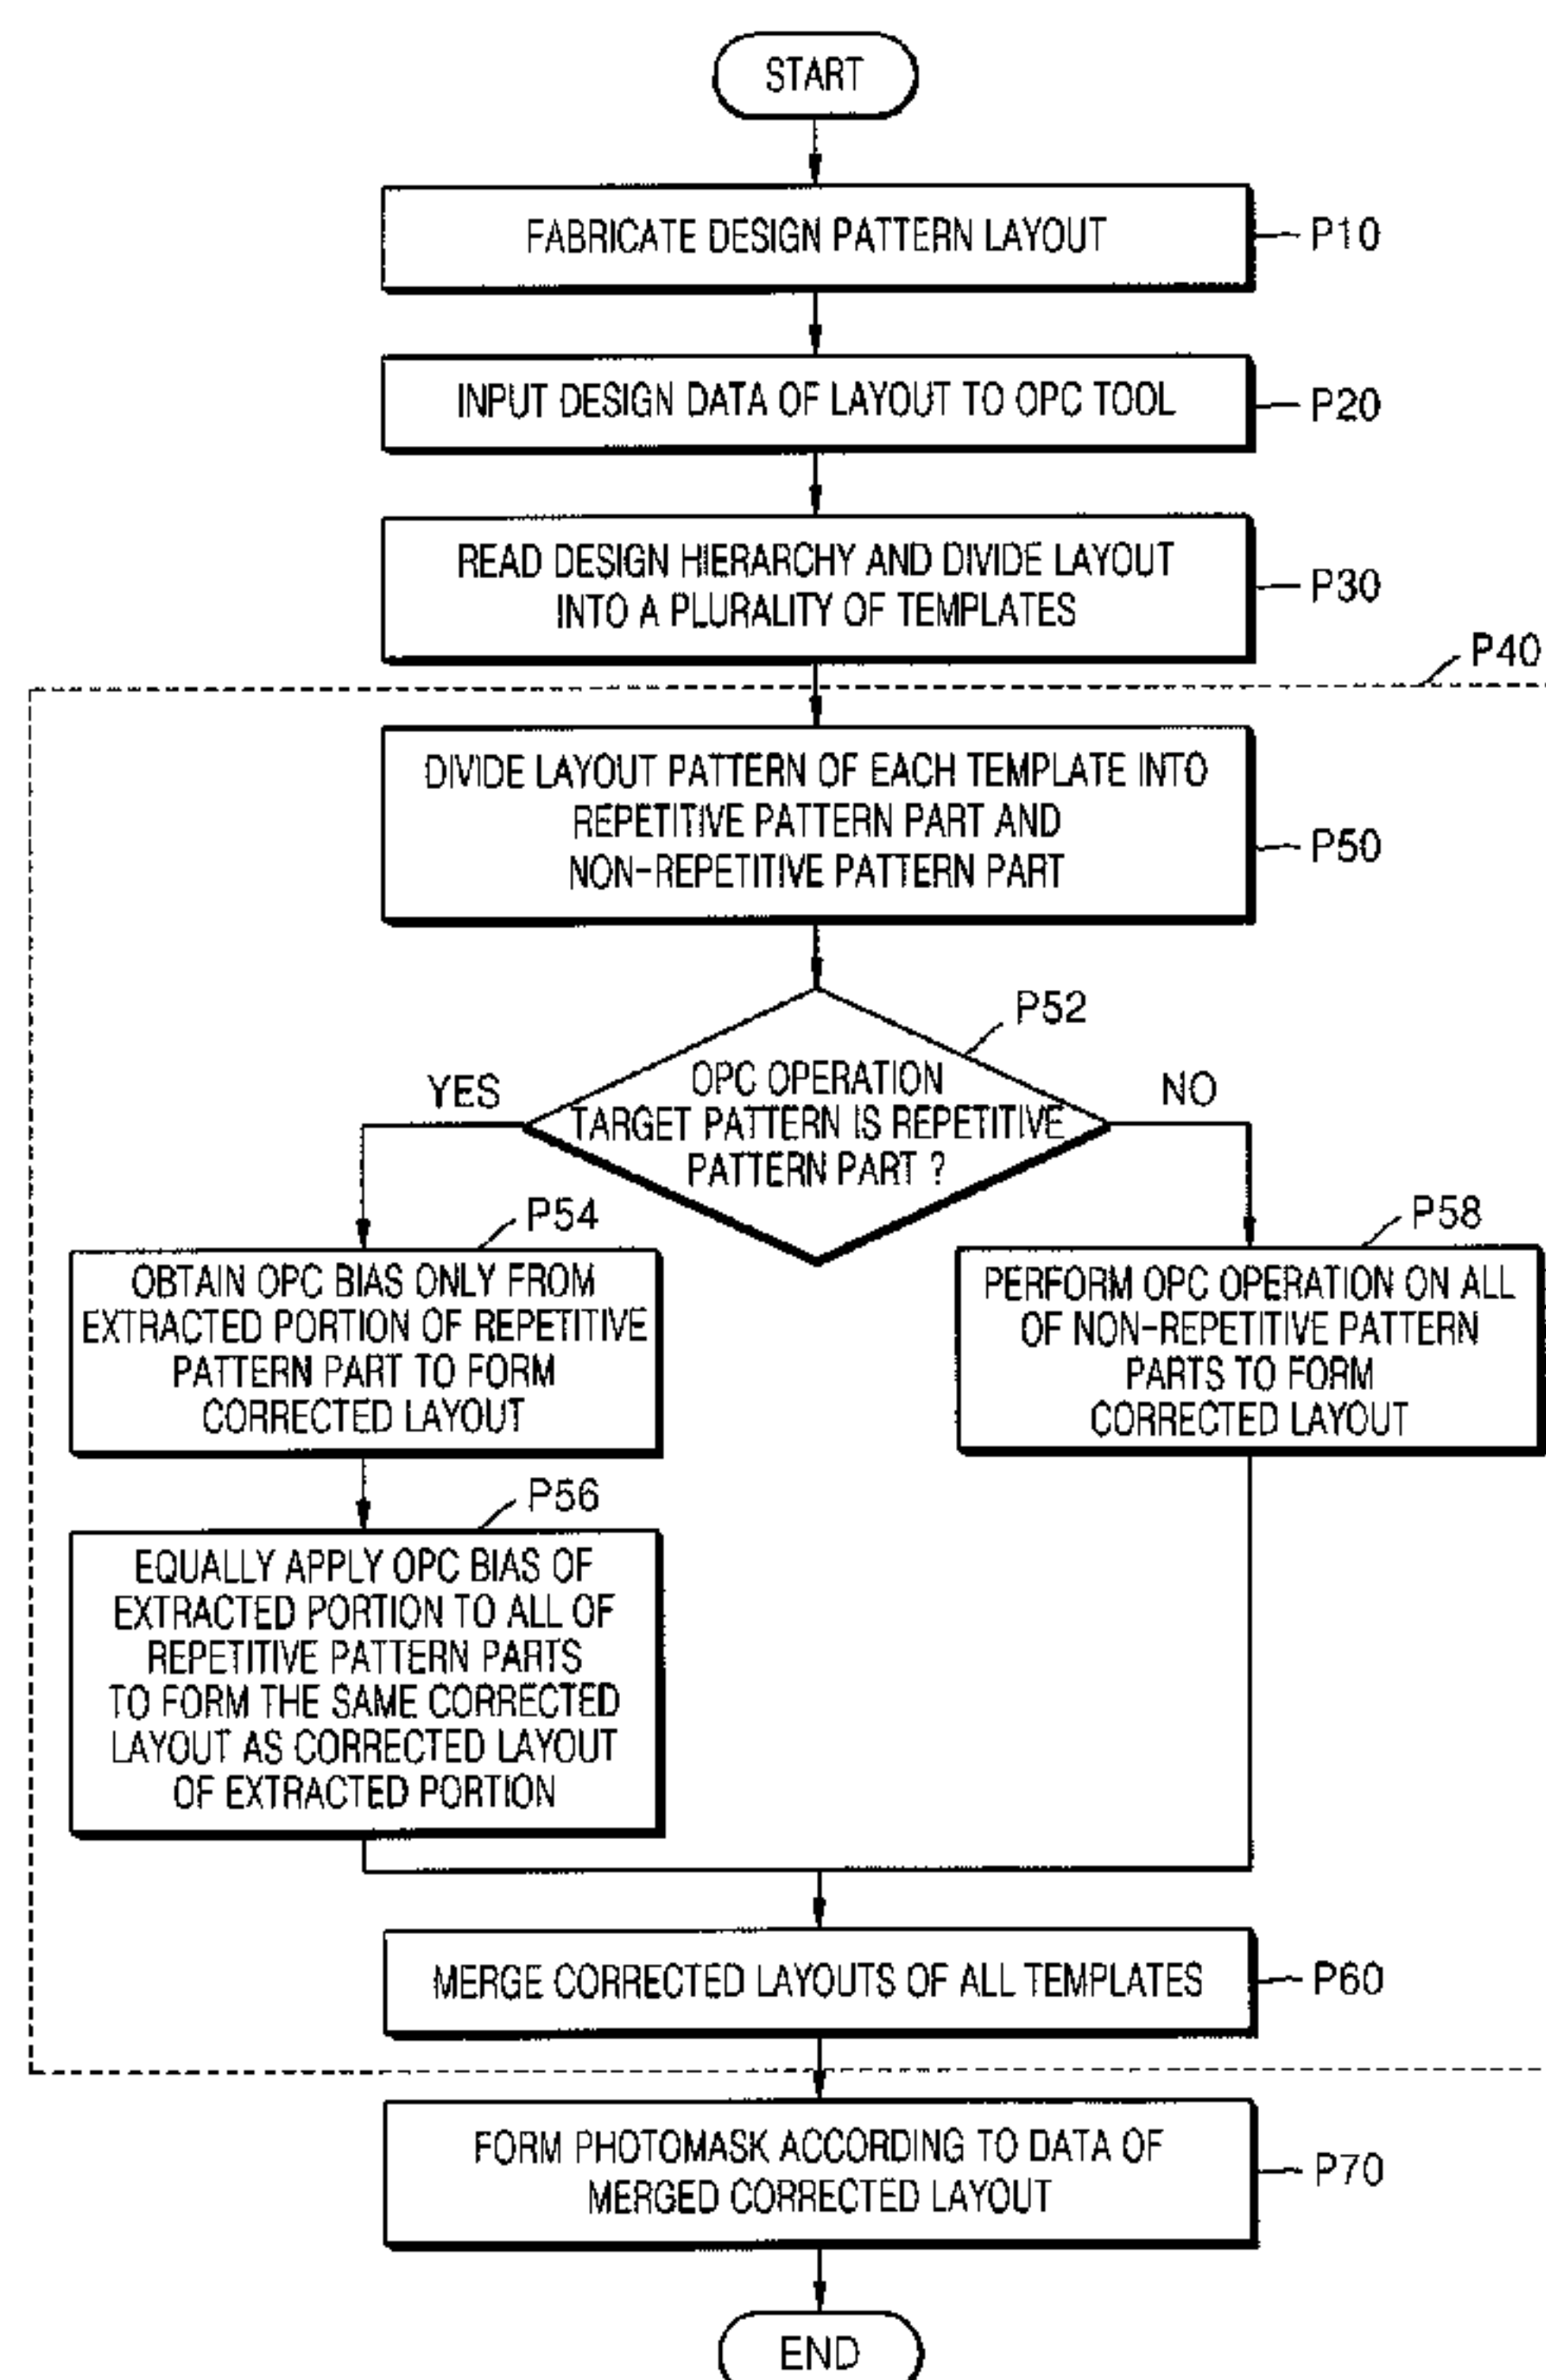 START
FABRICATE DESIGN PATTERN LAYOUT
P10
INPUT DESIGN DATA OF LAYOUT TO OPC TOOL
P20
READ DESIGN HIERARCHY AND DIVIDE LAYOUT
INTO A PLURALITY OF TEMPLATES
P30
P40
DIVIDE LAYOUT PATTERN OF EACH TEMPLATE INTO
REPETITIVE PATTERN PART AND
NON-REPETITIVE PATTERN PART
P50
P52
OPC OPERATION
TARGET PATTERN IS REPETITIVE
PATTERN PART ?
YES
NO
P54
OBTAIN OPC BIAS ONLY FROM
EXTRACTED PORTION OF REPETITIVE
PATTERN PART TO FORM
CORRECTED LAYOUT
P58
PERFORM OPC OPERATION ON ALL
OF NON-REPETITIVE PATTERN
PARTS TO FORM
CORRECTED LAYOUT
P56
EQUALLY APPLY OPC BIAS OF
EXTRACTED PORTION TO ALL OF
REPETITIVE PATTERN PARTS
TO FORM THE SAME CORRECTED
LAYOUT AS CORRECTED LAYOUT
OF EXTRACTED PORTION
MERGE CORRECTED LAYOUTS OF ALL TEMPLATES
P60
FORM PHOTOMASK ACCORDING TO DATA OF
MERGED CORRECTED LAYOUT
P70
END